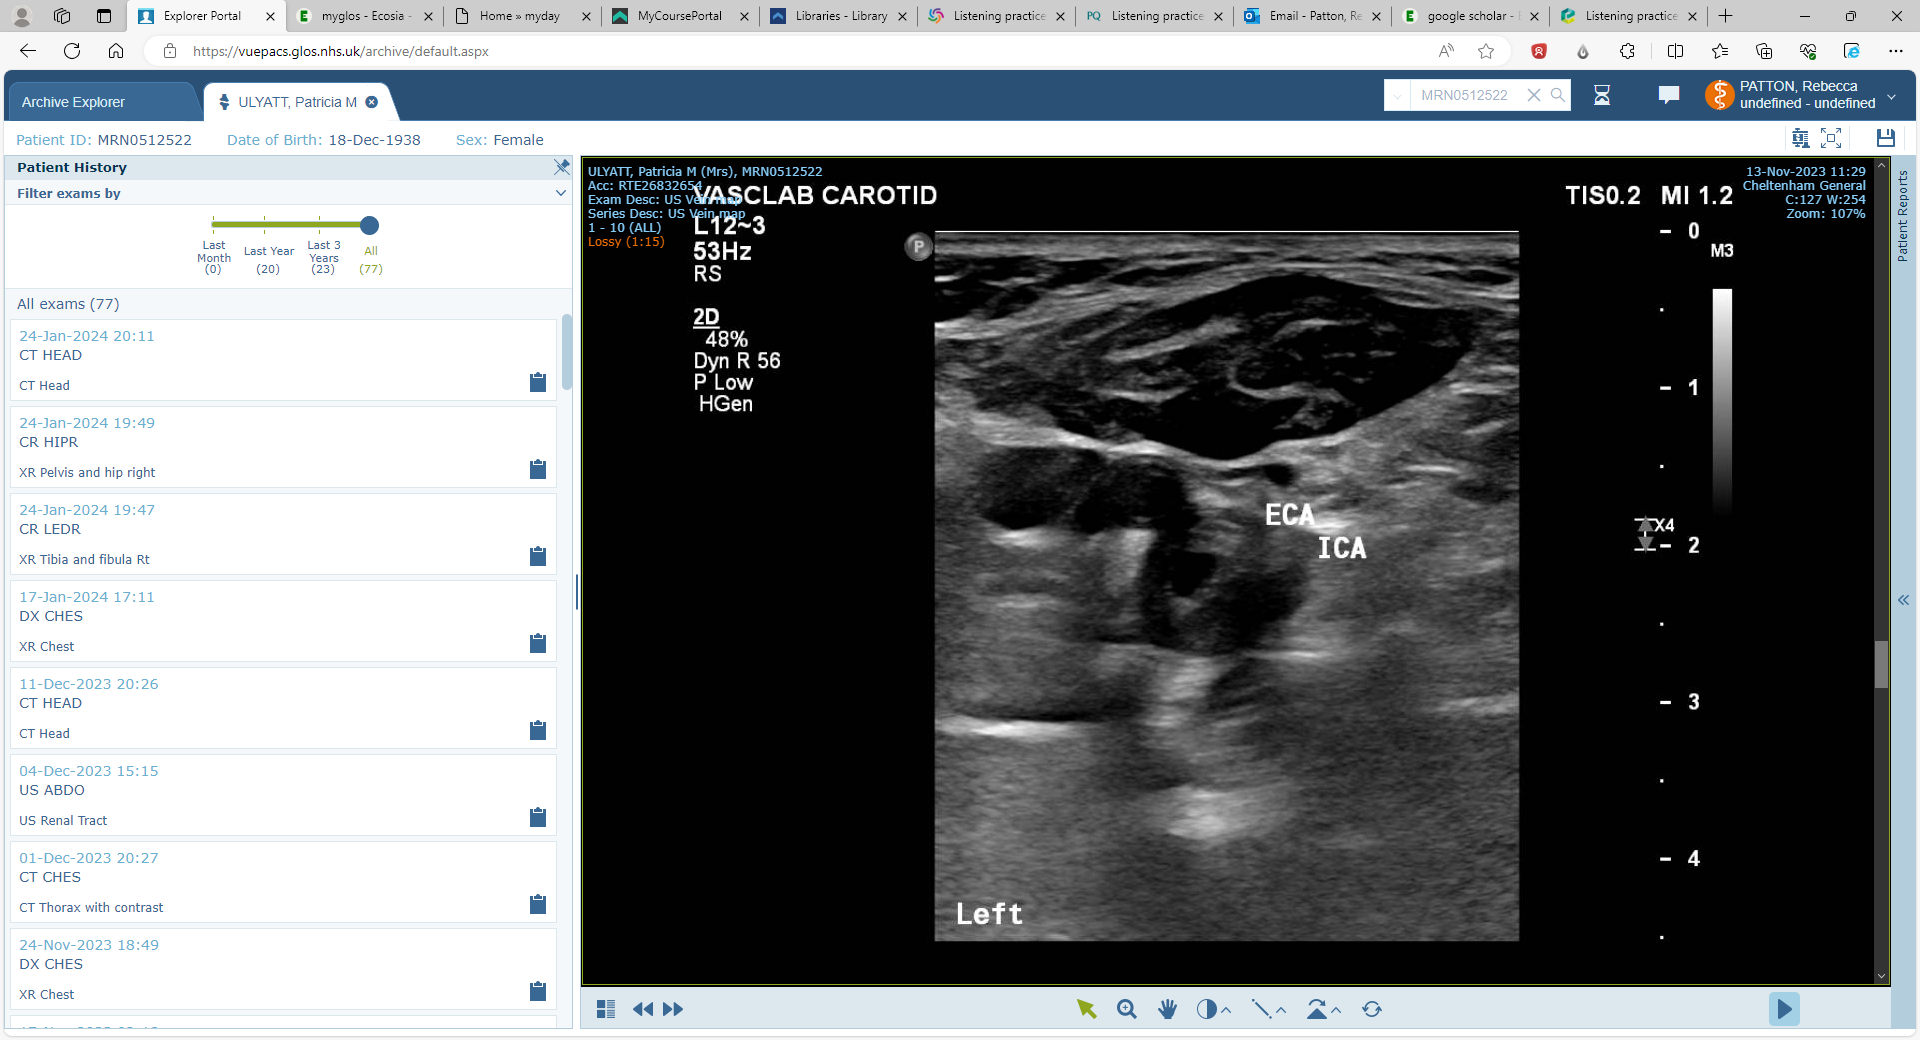 Explorer Portal
myglos - Ecosia -
Home » myday
MyCoursePortal
Libraries - Library
Listening practice
PQ Listening practice
Email - Patton, Re
google scholar - E
Listening practice
https://vuepacs.glos.nhs.uk/archive/default.aspx
Archive Explorer
ULYATT, Patricia M
MRN0512522
PATTON, Rebecca
undefined - undefined
Patient ID: MRN0512522 Date of Birth: 18-Dec-1938 Sex: Female
Patient History
Filter exams by
Last Month (0)
Last Year (20)
Last 3 Years (23)
All (77)
All exams (77)
24-Jan-2024 20:11
CT HEAD
CT Head
24-Jan-2024 19:49
CR HIPR
XR Pelvis and hip right
24-Jan-2024 19:47
CR LEDR
XR Tibia and fibula Rt
17-Jan-2024 17:11
DX CHES
XR Chest
11-Dec-2023 20:26
CT HEAD
CT Head
04-Dec-2023 15:15
US ABDO
US Renal Tract
01-Dec-2023 20:27
CT CHES
CT Thorax with contrast
24-Nov-2023 18:49
DX CHES
XR Chest
ULYATT, Patricia M (Mrs), MRN0512522
Acc: RTE26832654
Exam Desc: US Vein map
Series Desc: US Vein map
1 - 10 (ALL)
Lossy (1:15)
VASCLAB CAROTID
L12~3
53Hz
RS
2D
48%
Dyn R 56
P Low
HGen
P
13-Nov-2023 11:29
Cheltenham General
C:127 W:254
Zoom: 107%
TIS0.2 MI 1.2
M3
0
1
X4
2
3
4
ECA
ICA
Left
Patient Reports